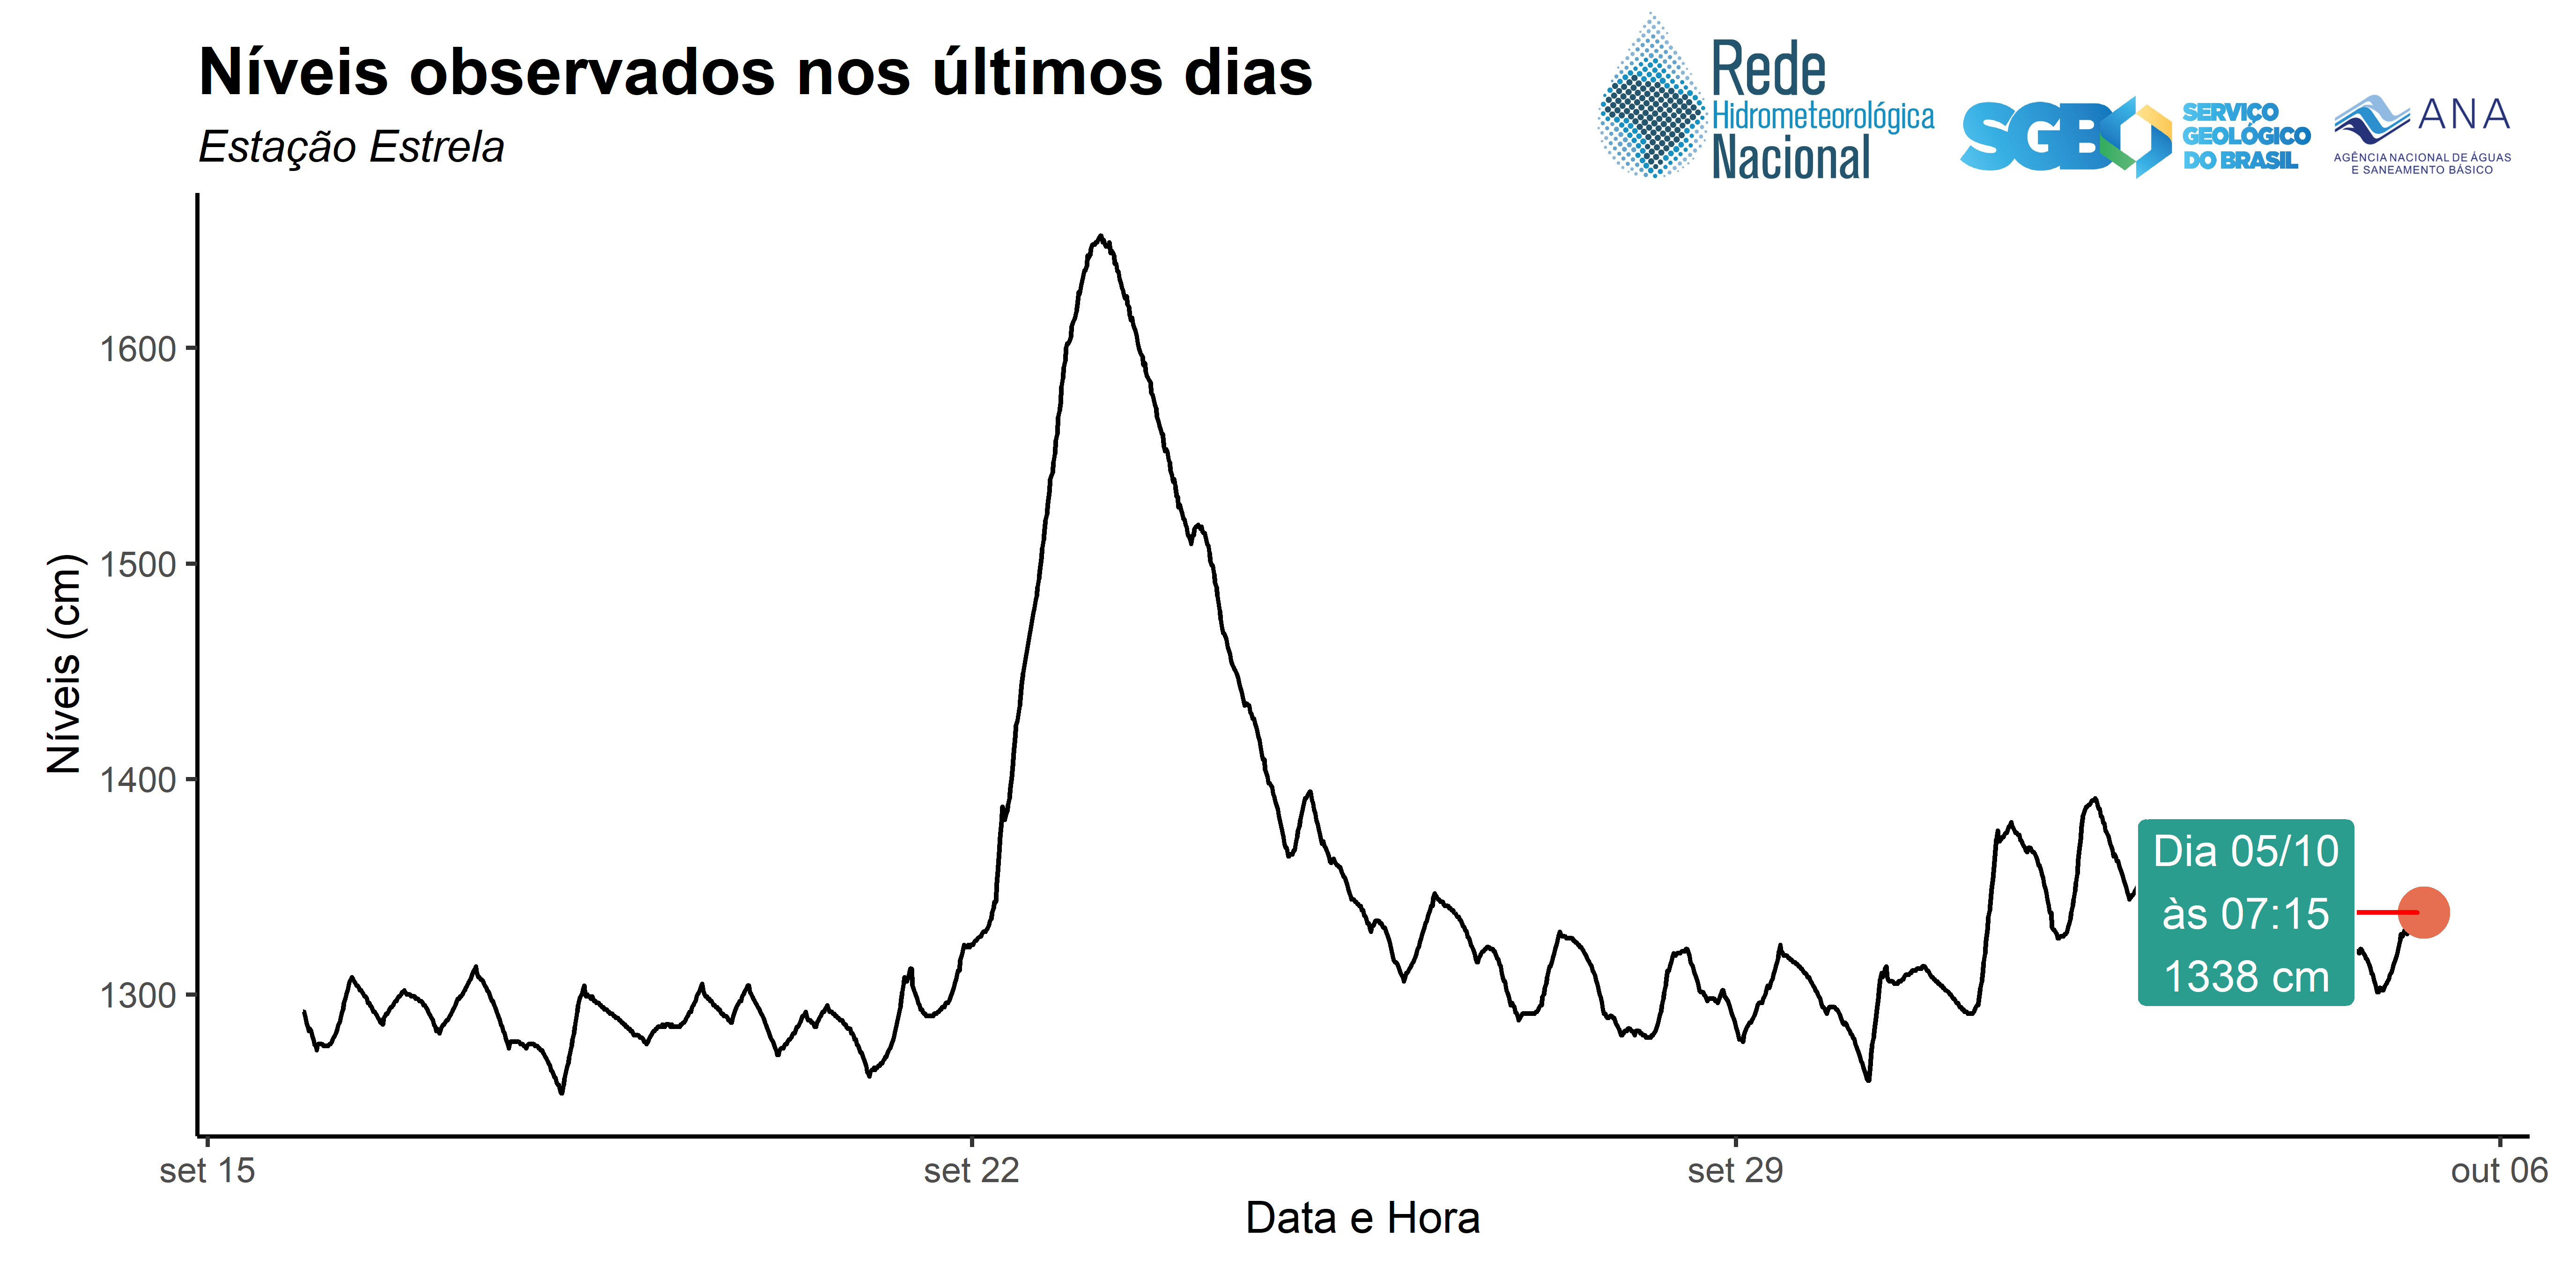 Níveis observados nos últimos dias
Estação Estrela
Rede
Hidrometeorológica
Nacional
SGB
SERVIÇO
GEOLÓGICO
DO BRASIL
ANA
AGÊNCIA NACIONAL DE ÁGUAS
E SANEAMENTO BÁSICO
Níveis (cm)
1600
1500
1400
1300
Dia 05/10
às 07:15
1338 cm
set 15
set 22
set 29
out 06
Data e Hora